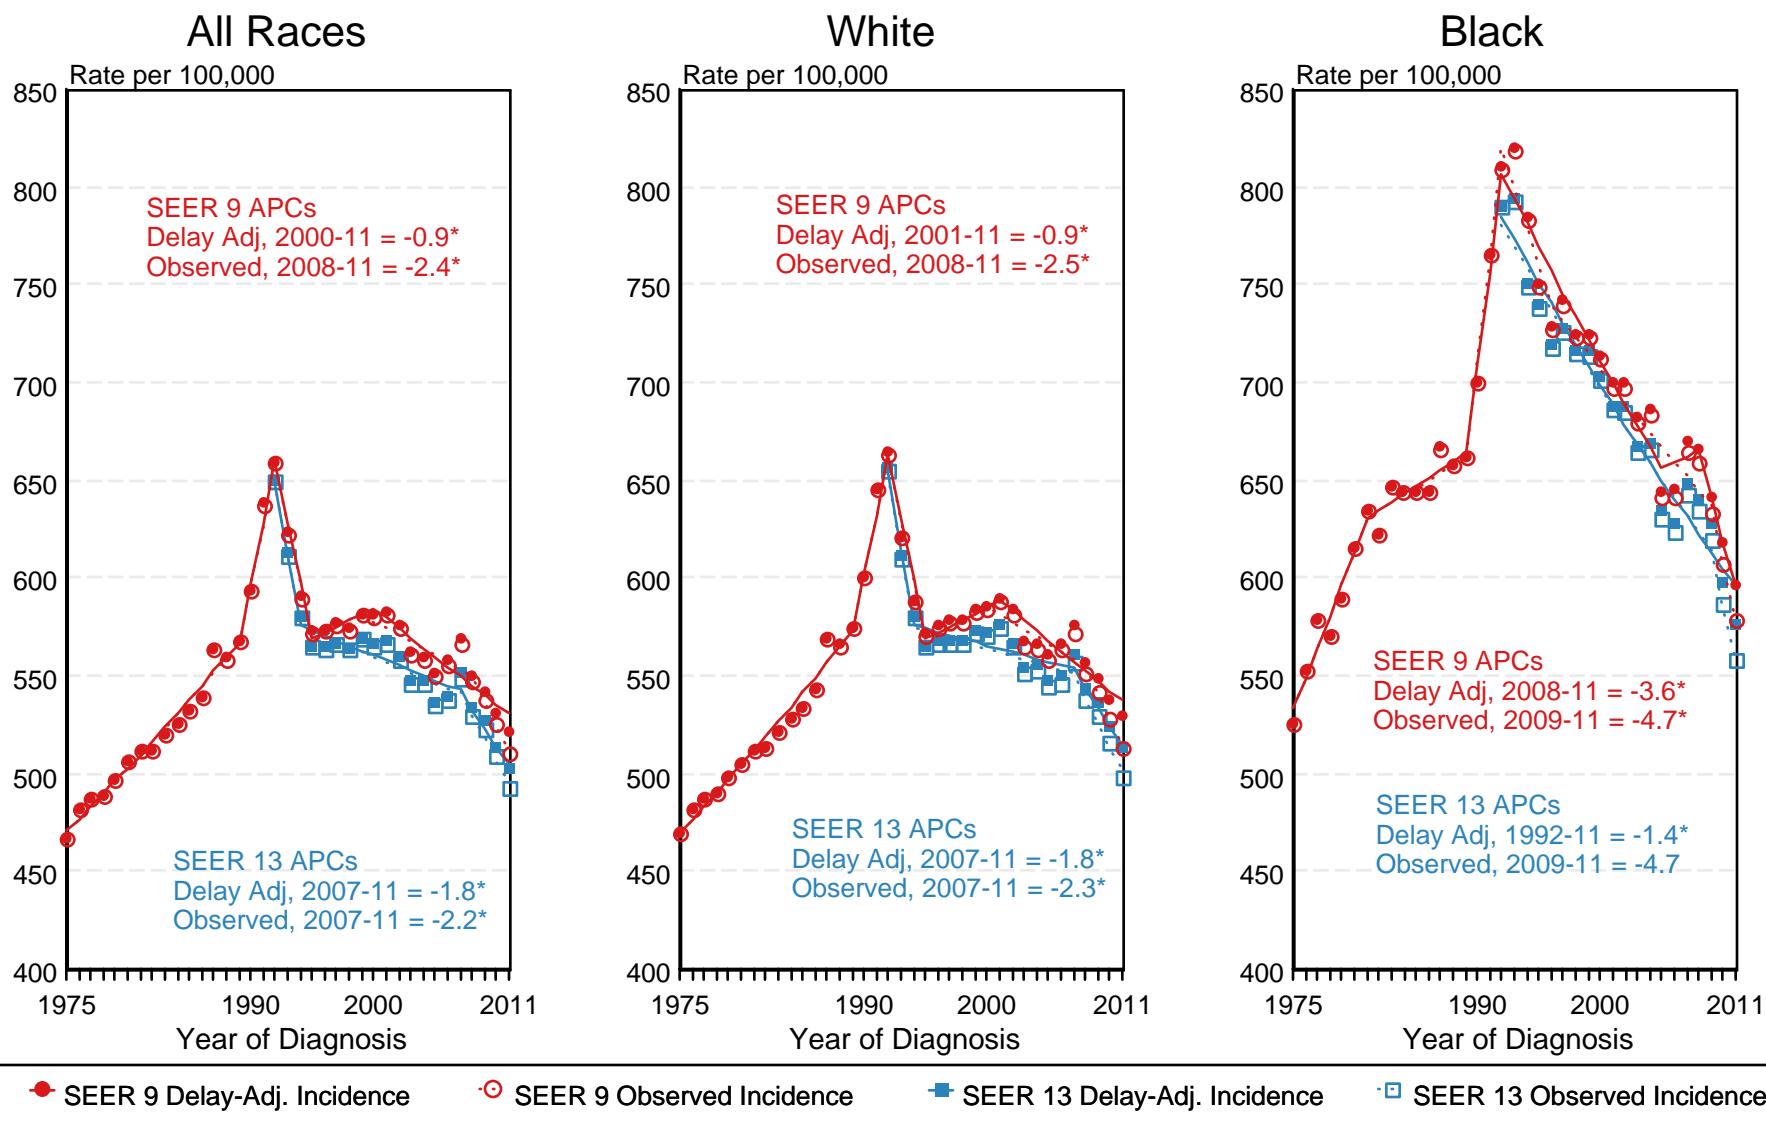 All Races
Rate per 100,000
850
800
750
700
650
600
550
500
450
400
SEER 9 APCs
Delay Adj, 2000-11 = -0.9*
Observed, 2008-11 = -2.4*
SEER 13 APCs
Delay Adj, 2007-11 = -1.8*
Observed, 2007-11 = -2.2*
1975 1990 2000 2011
Year of Diagnosis
White
Rate per 100,000
850
800
750
700
650
600
550
500
450
400
SEER 9 APCs
Delay Adj, 2001-11 = -0.9*
Observed, 2008-11 = -2.5*
SEER 13 APCs
Delay Adj, 2007-11 = -1.8*
Observed, 2007-11 = -2.3*
1975 1990 2000 2011
Year of Diagnosis
Black
Rate per 100,000
850
800
750
700
650
600
550
500
450
400
SEER 9 APCs
Delay Adj, 2008-11 = -3.6*
Observed, 2009-11 = -4.7*
SEER 13 APCs
Delay Adj, 1992-11 = -1.4*
Observed, 2009-11 = -4.7
1975 1990 2000 2011
Year of Diagnosis
SEER 9 Delay-Adj. Incidence SEER 9 Observed Incidence SEER 13 Delay-Adj. Incidence SEER 13 Observed Incidence